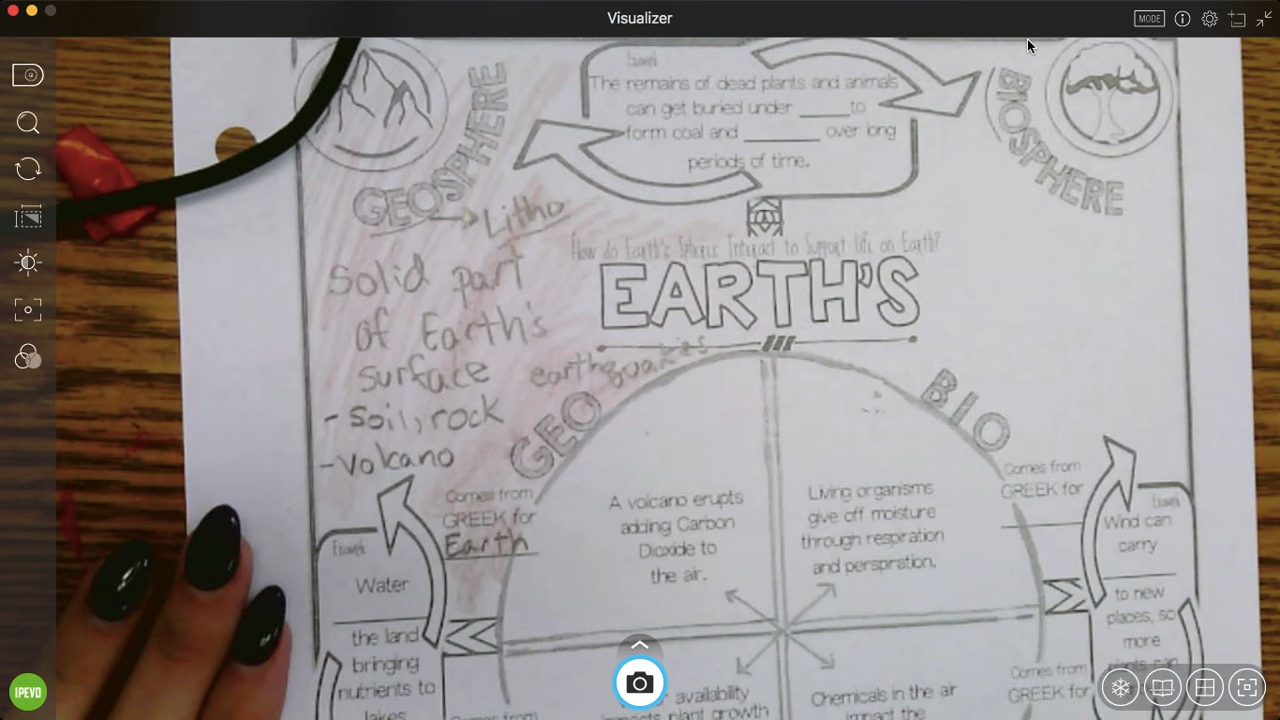 Visualizer
MODE
Example
The remains of dead plants and animals
can get buried under _____ to
form coal and _______ over long
periods of time.
GEOSPHERE
BIOSPHERE
Litho
How do Earth's Spheres Interact to Support Life on Earth?
EARTH'S
Solid part
of Earth's
surface
- Soil, rock
- Volcano
earthquakes
GEO
BIO
Comes from
GREEK for
Earth
A volcano erupts
adding Carbon
Dioxide to
the air.
Living organisms
give off moisture
through respiration
and perspiration.
Comes from
GREEK for
Example
Water
the land
bringing
nutrients to
lakes
Example
Wind can
carry
to new
places, so
more
plants can
availability
impacts plant growth
Chemicals in the air
impact the
Comes from
Comes from
GREEK for
IPEVO